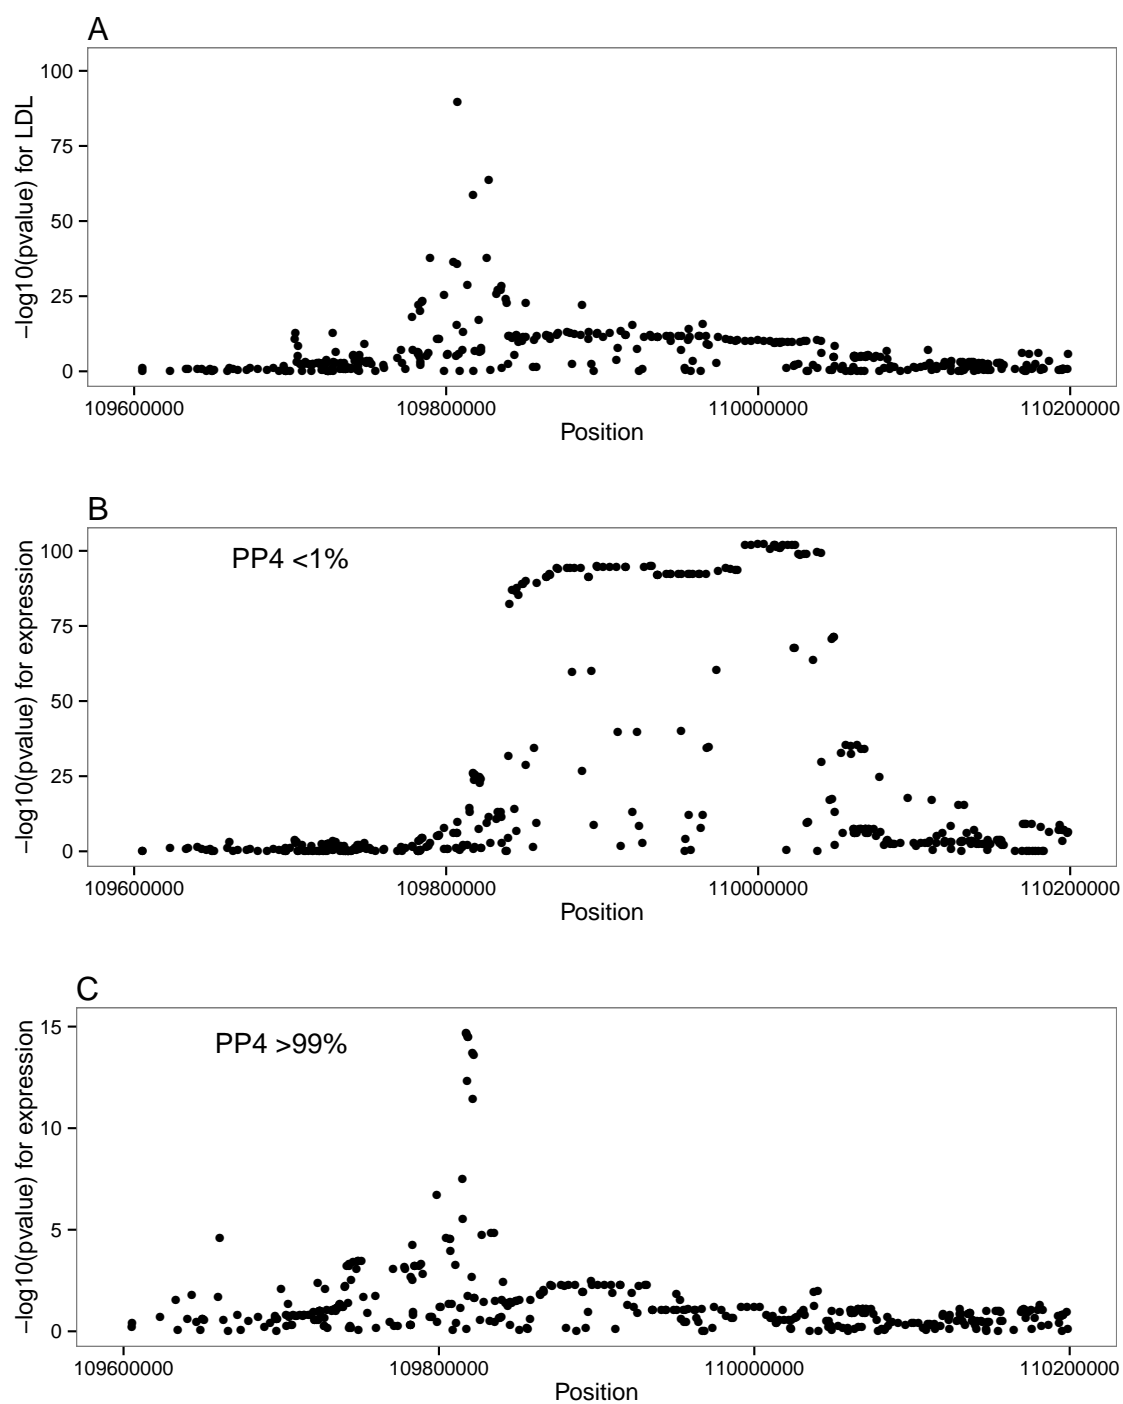 A
−log10(pvalue) for LDL
100
75
50
25
0
109600000 109800000 110000000 110200000
Position
B
PP4 <1%
−log10(pvalue) for expression
100
75
50
25
0
109600000 109800000 110000000 110200000
Position
C
PP4 >99%
−log10(pvalue) for expression
15
10
5
0
109600000 109800000 110000000 110200000
Position